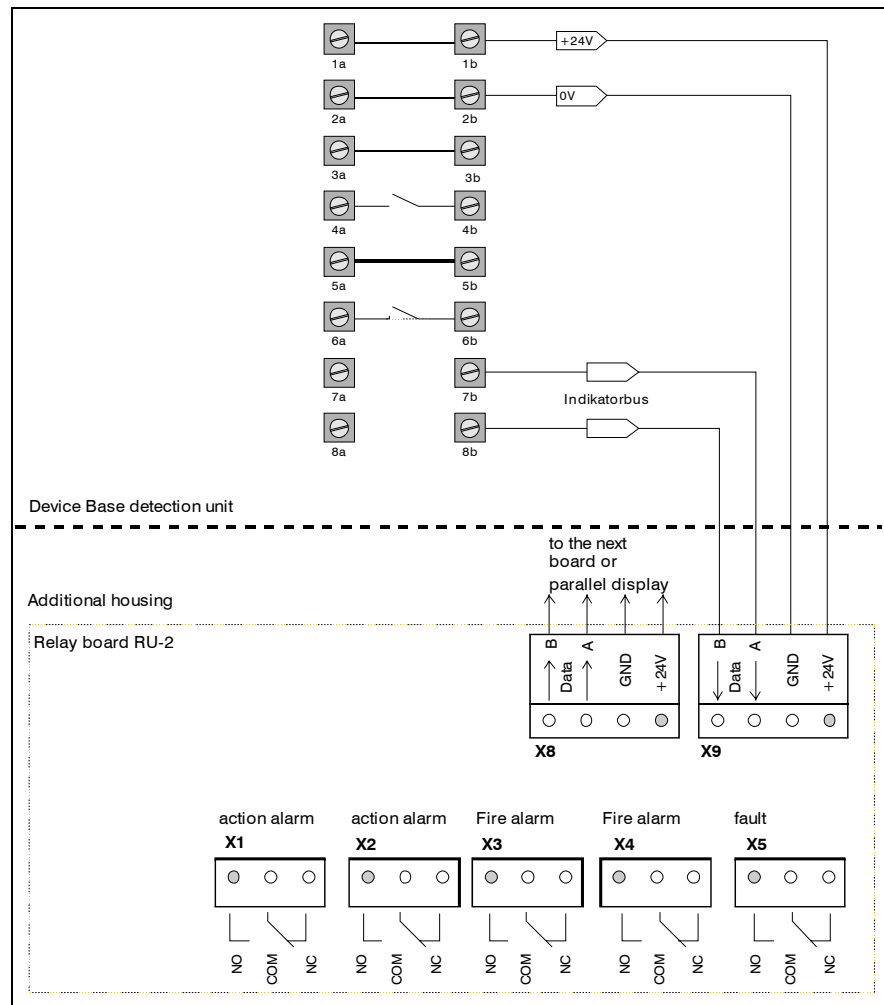 +24V
1a 1b
0V
2a 2b
3a 3b
4a 4b
5a 5b
6a 6b
7a 7b
Indikatorbus
8a 8b
Device Base detection unit
to the next
board or
parallel display
Additional housing
Relay board RU-2
B A GND +24V
Data
B A GND +24V
Data
X8 X9
action alarm action alarm Fire alarm Fire alarm fault
X1 X2 X3 X4 X5
NO COM NC NO COM NC NO COM NC NO COM NC NO COM NC